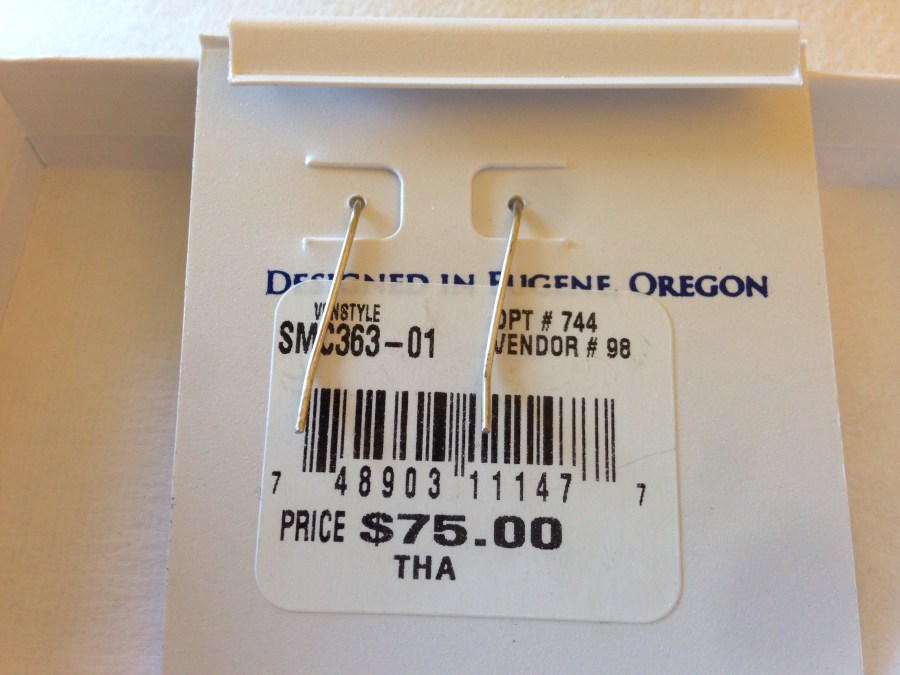 DESIGNED IN EUGENE, OREGON
VENSTYLE
SMC363-01
DPT # 744
VENDOR # 98
7 48903 11147 7
PRICE $75.00
THA